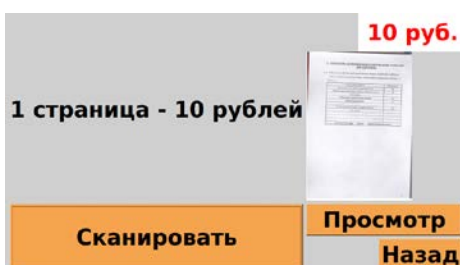 10 руб.
1 страница - 10 рублей
Сканировать
Просмотр
Назад